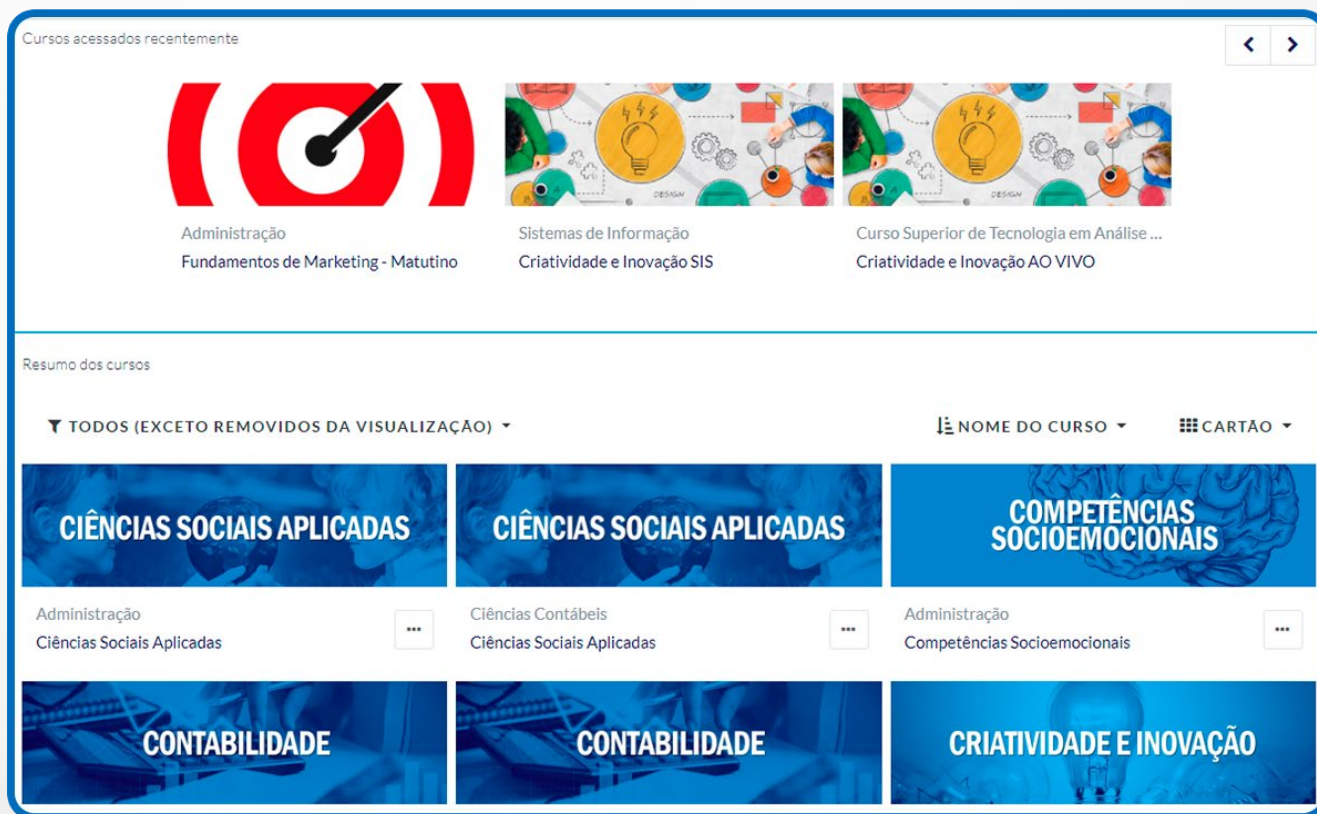 Cursos acessados recentemente
DESIGN
DESIGN
Administração
Sistemas de Informação
Curso Superior de Tecnologia em Análise ...
Fundamentos de Marketing - Matutino
Criatividade e Inovação SIS
Criatividade e Inovação AO VIVO
Resumo dos cursos
TODOS (EXCETO REMOVIDOS DA VISUALIZAÇÃO)
NOME DO CURSO
CARTÃO
CIÊNCIAS SOCIAIS APLICADAS
CIÊNCIAS SOCIAIS APLICADAS
COMPETÊNCIAS
SOCIOEMOCIONAIS
Administração
Ciências Sociais Aplicadas
...
Ciências Contábeis
Ciências Sociais Aplicadas
...
Administração
Competências Socioemocionais
...
CONTABILIDADE
CONTABILIDADE
CRIATIVIDADE E INOVAÇÃO